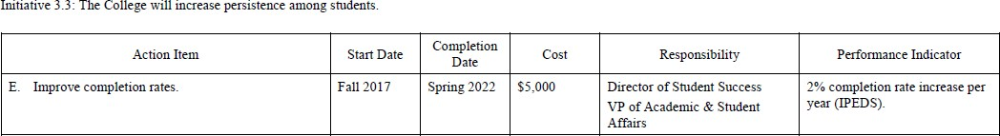 Initiative 3.3: The College will increase persistence among students.
Action Item
Start Date
Completion
Date
Cost
Responsibility
Performance Indicator
E. Improve completion rates.
Fall 2017
Spring 2022
$5,000
Director of Student Success
VP of Academic & Student
Affairs
2% completion rate increase per
year (IPEDS).